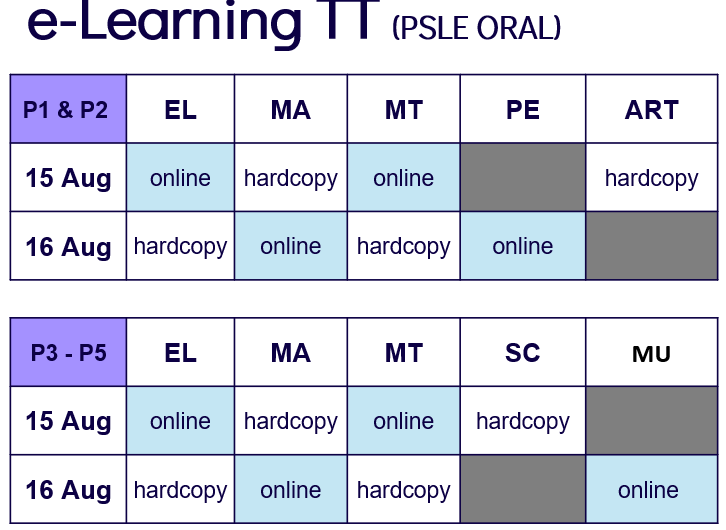 e-Learning TT (PSLE ORAL)
P1 & P2 EL MA MT PE ART
15 Aug online hardcopy online hardcopy
16 Aug hardcopy online hardcopy online
P3 - P5 EL MA MT SC MU
15 Aug online hardcopy online hardcopy
16 Aug hardcopy online hardcopy online